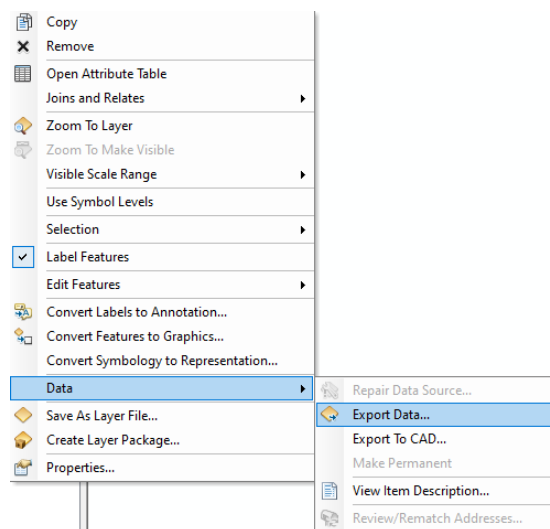 Copy
Remove
Open Attribute Table
Joins and Relates
Zoom To Layer
Zoom To Make Visible
Visible Scale Range
Use Symbol Levels
Selection
Label Features
Edit Features
Convert Labels to Annotation...
Convert Features to Graphics...
Convert Symbology to Representation...
Data
Save As Layer File...
Create Layer Package...
Properties...
Repair Data Source...
Export Data...
Export To CAD...
Make Permanent
View Item Description...
Review/Rematch Addresses...